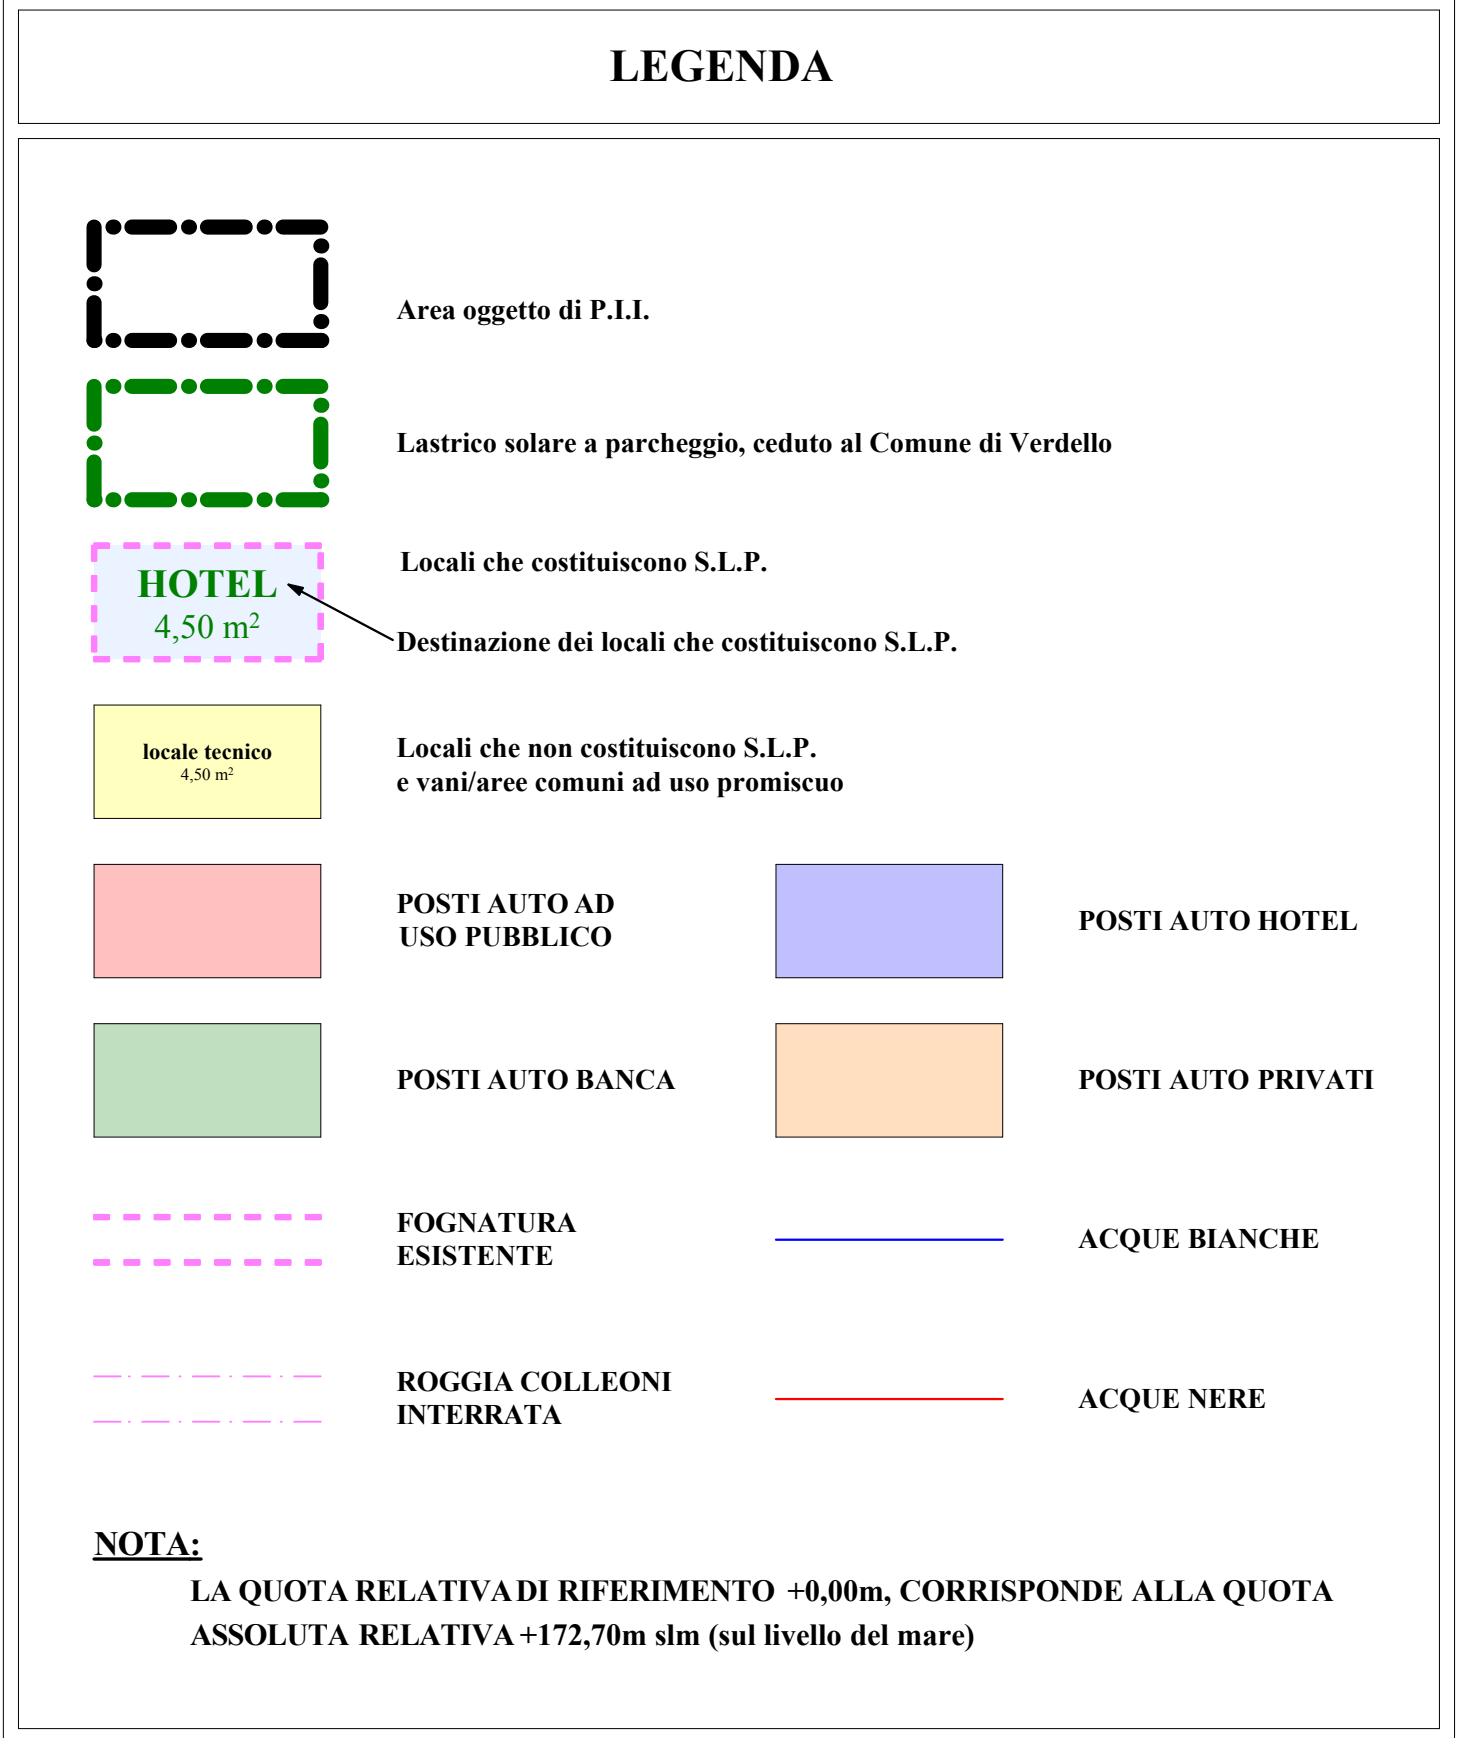 LEGENDA
Area oggetto di P.I.I.
Lastrico solare a parcheggio, ceduto al Comune di Verdello
HOTEL
4,50 m²
Locali che costituiscono S.L.P.
Destinazione dei locali che costituiscono S.L.P.
locale tecnico
4,50 m²
Locali che non costituiscono S.L.P.
e vani/aree comuni ad uso promiscuo
POSTI AUTO AD
USO PUBBLICO
POSTI AUTO HOTEL
POSTI AUTO BANCA
POSTI AUTO PRIVATI
FOGNATURA
ESISTENTE
ACQUE BIANCHE
ROGGIA COLLEONI
INTERRATA
ACQUE NERE
NOTA:
LA QUOTA RELATIVA DI RIFERIMENTO +0,00m, CORRISPONDE ALLA QUOTA
ASSOLUTA RELATIVA +172,70m slm (sul livello del mare)